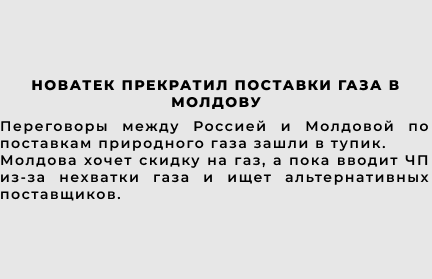 НОВАТЕК ПРЕКРАТИЛ ПОСТАВКИ ГАЗА В
МОЛДОВУ
Переговоры между Россией и Молдовой по
поставкам природного газа зашли в тупик.
Молдова хочет скидку на газ, а пока вводит ЧП
из-за нехватки газа и ищет альтернативных
поставщиков.